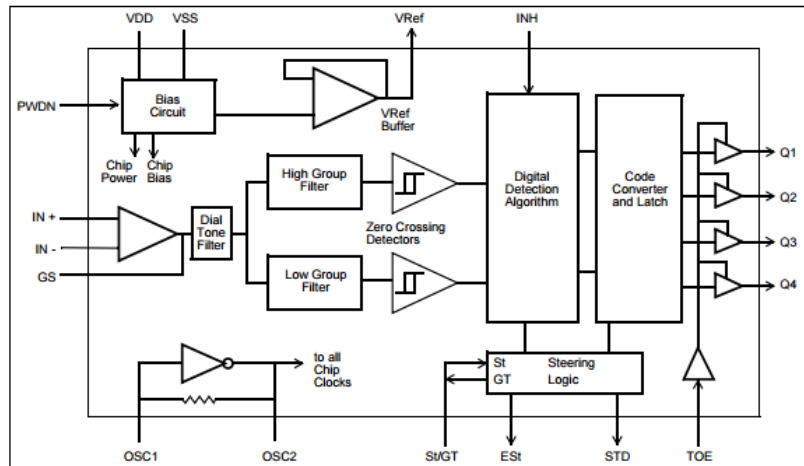 VDD
VSS
VRef
INH
PWDN
Bias
Circuit
VRef
Buffer
Chip
Power
Chip
Bias
High Group
Filter
Digital
Detection
Algorithm
Code
Converter
and Latch
Q1
Q2
Q3
Q4
IN +
IN -
GS
Dial
Tone
Filter
Zero Crossing
Detectors
Low Group
Filter
to all
Chip
Clocks
St
GT
Steering
Logic
OSC1
OSC2
St/GT
ESt
STD
TOE